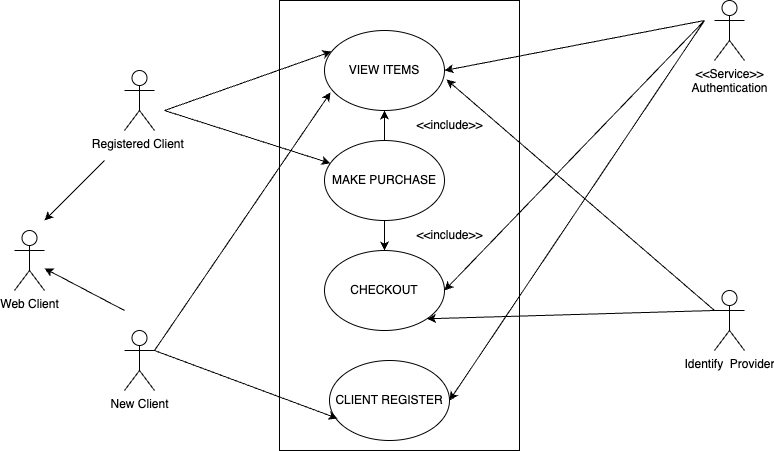 VIEW ITEMS
<<Service>>
Authentication
<<include>>
Registered Client
MAKE PURCHASE
<<include>>
CHECKOUT
Web Client
Identify Provider
CLIENT REGISTER
New Client